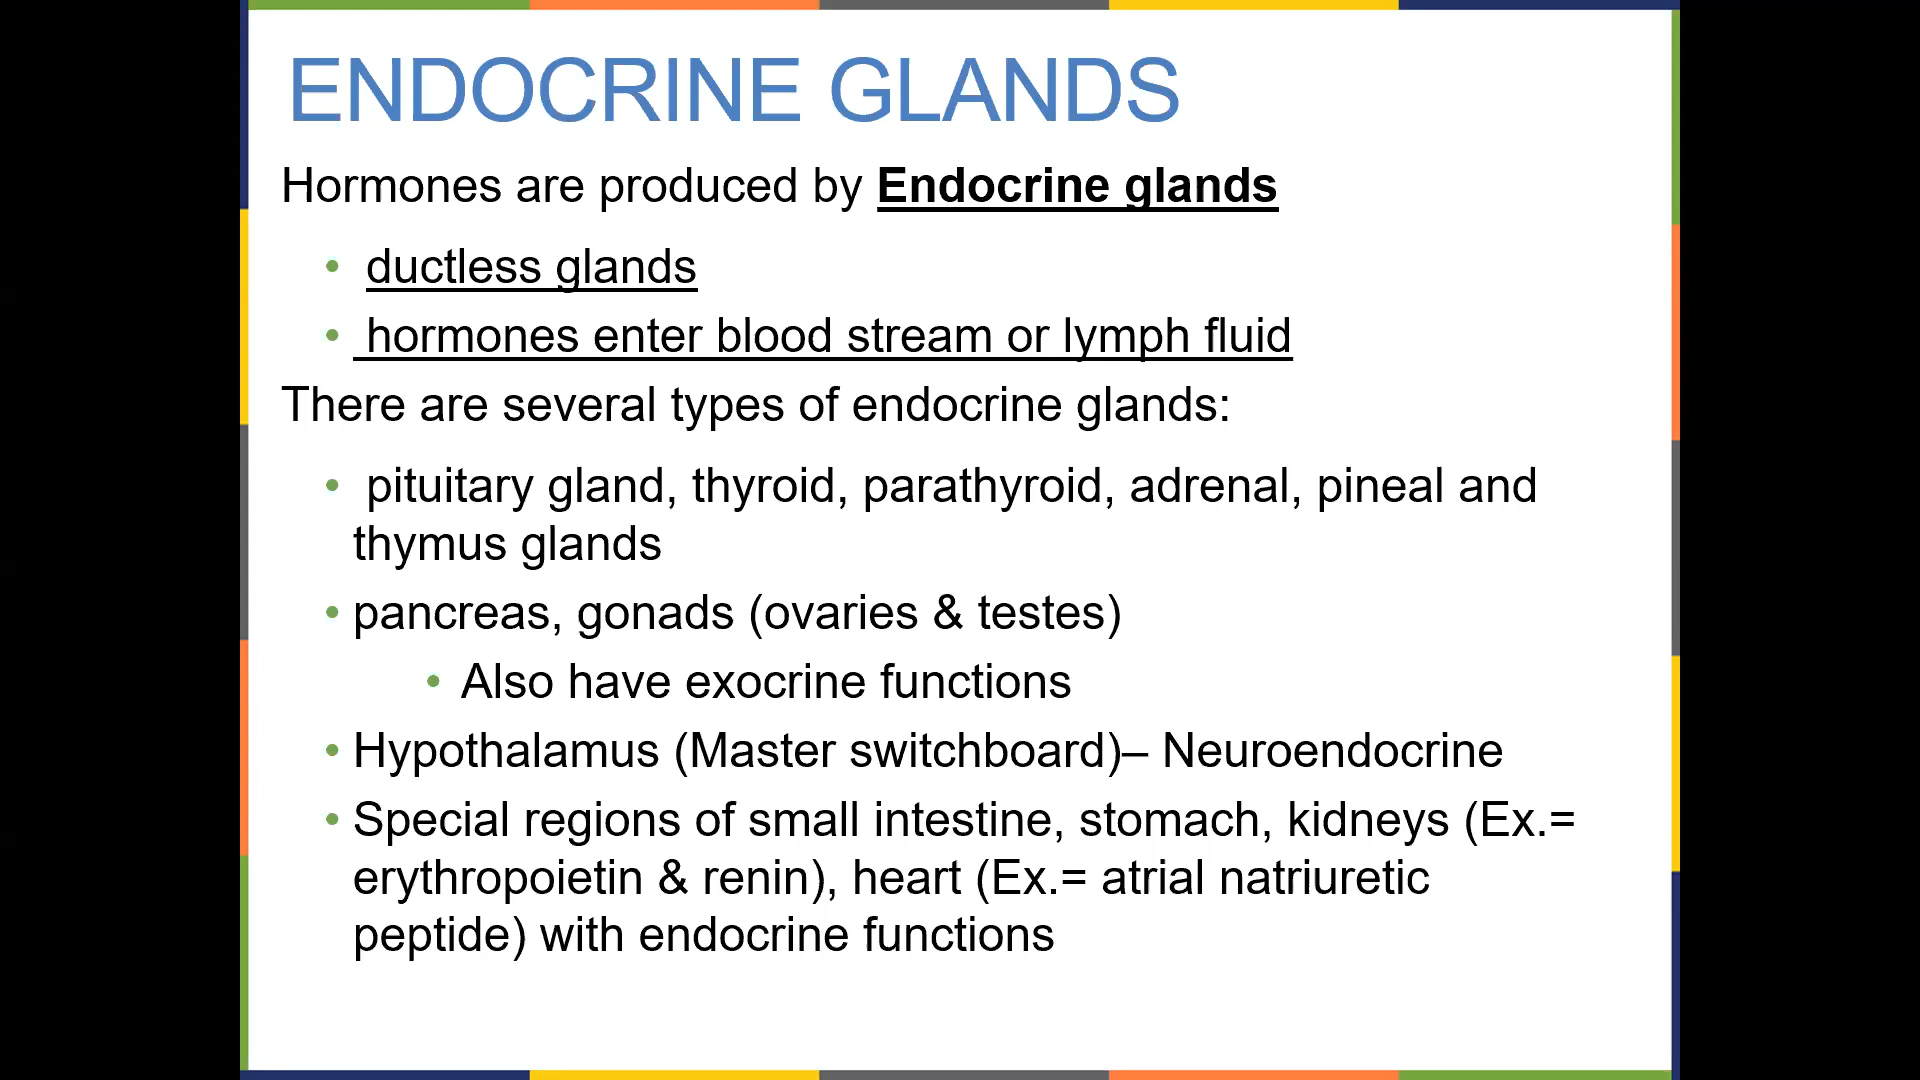 ENDOCRINE GLANDS
Hormones are produced by Endocrine glands
• ductless glands
• hormones enter blood stream or lymph fluid
There are several types of endocrine glands:
• pituitary gland, thyroid, parathyroid, adrenal, pineal and
thymus glands
• pancreas, gonads (ovaries & testes)
• Also have exocrine functions
• Hypothalamus (Master switchboard)– Neuroendocrine
• Special regions of small intestine, stomach, kidneys (Ex.=
erythropoietin & renin), heart (Ex.= atrial natriuretic
peptide) with endocrine functions